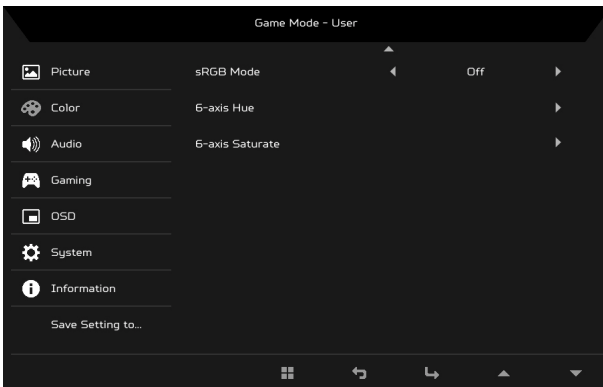 Game Mode - User
Picture
sRGB Mode
Off
Color
6-axis Hue
Audio
6-axis Saturate
Gaming
OSD
System
Information
Save Setting to...